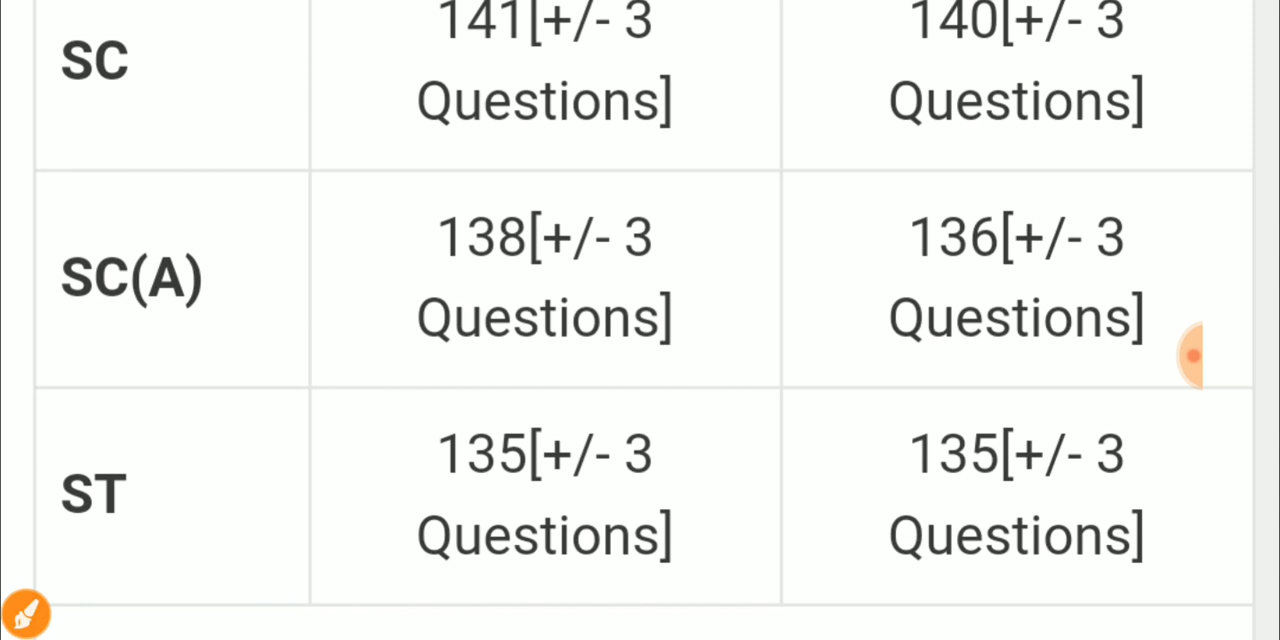 SC
141[+/- 3
Questions]
140[+/- 3
Questions]
SC(A)
138[+/- 3
Questions]
136[+/- 3
Questions]
ST
135[+/- 3
Questions]
135[+/- 3
Questions]